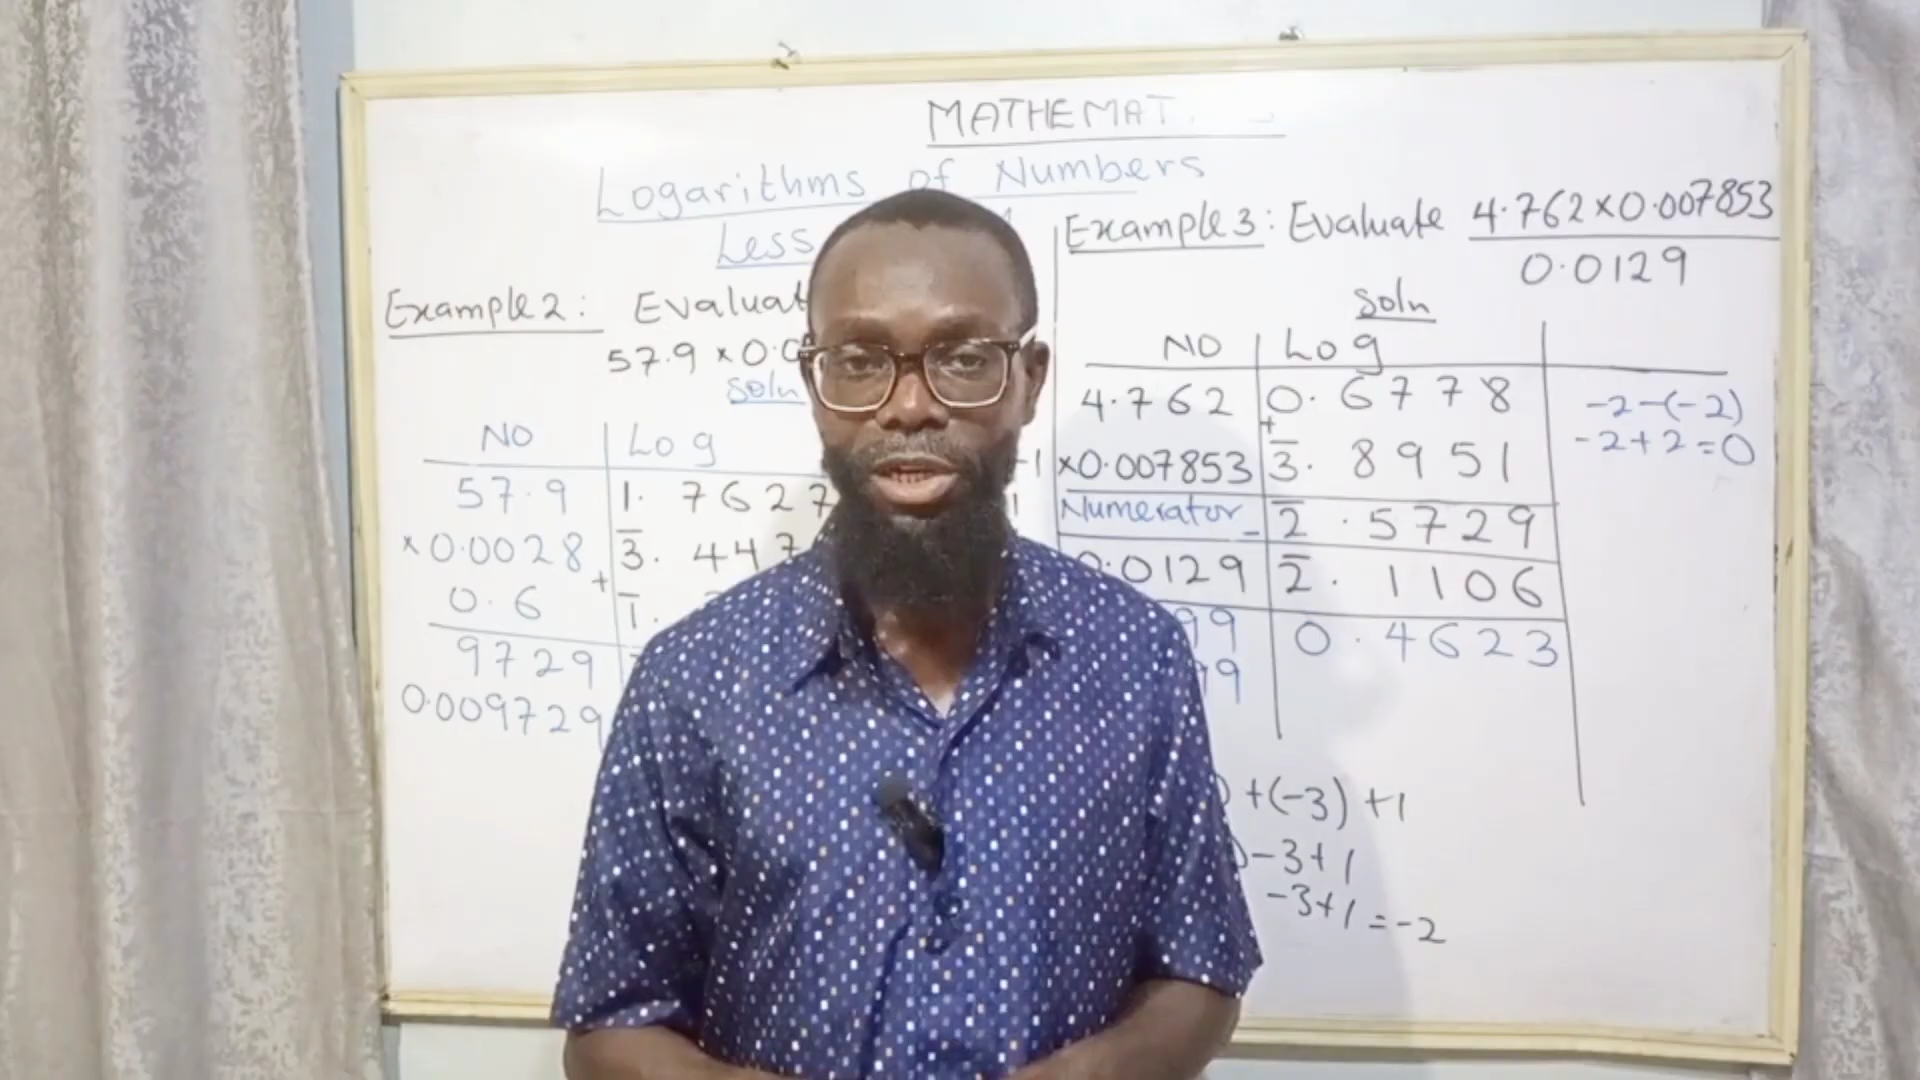 MATHEMAT
Logarithms of Numbers
Less
Example 2: Evaluat
57.9 × 0.0
soln
NO Log
57.9 1. 7627
×0.0028 3̅. 447
0.6 + 1̅.
9729
0.009729
Example 3: Evaluate 4.762×0.007853
0.0129
soln
NO Log
4.762 0.6778
+
×0.007853 3̅. 8951
Numerator - 2̅.5729
0.0129 2̅. 1106
99 0.4623
99
-2-(-2)
-2+2=0
+(-3)+1
-3+1
-3+1=-2